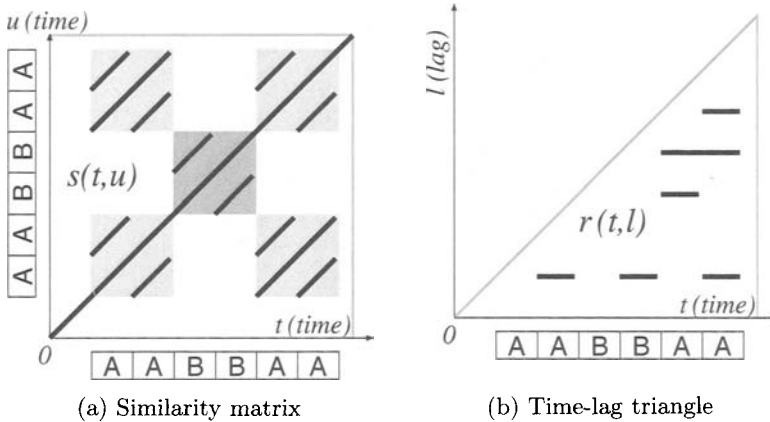 u (time)
A
A
B
B
A
A
s(t,u)
t (time)
0
A A B B A A
(a) Similarity matrix
l (lag)
r(t,l)
t (time)
0
A A B B A A
(b) Time-lag triangle